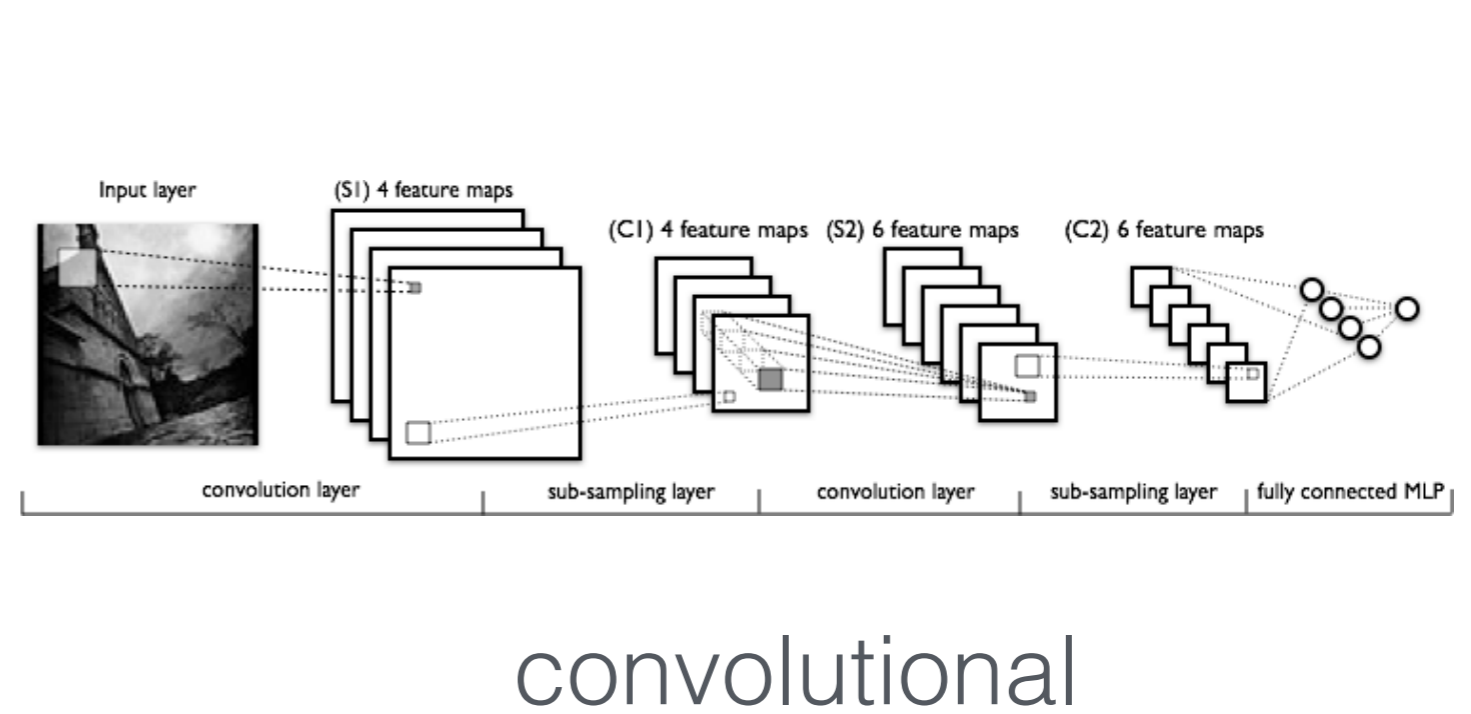 Input layer
(S1) 4 feature maps
(C1) 4 feature maps
(S2) 6 feature maps
(C2) 6 feature maps
convolution layer
sub-sampling layer
convolution layer
sub-sampling layer
fully connected MLP
convolutional